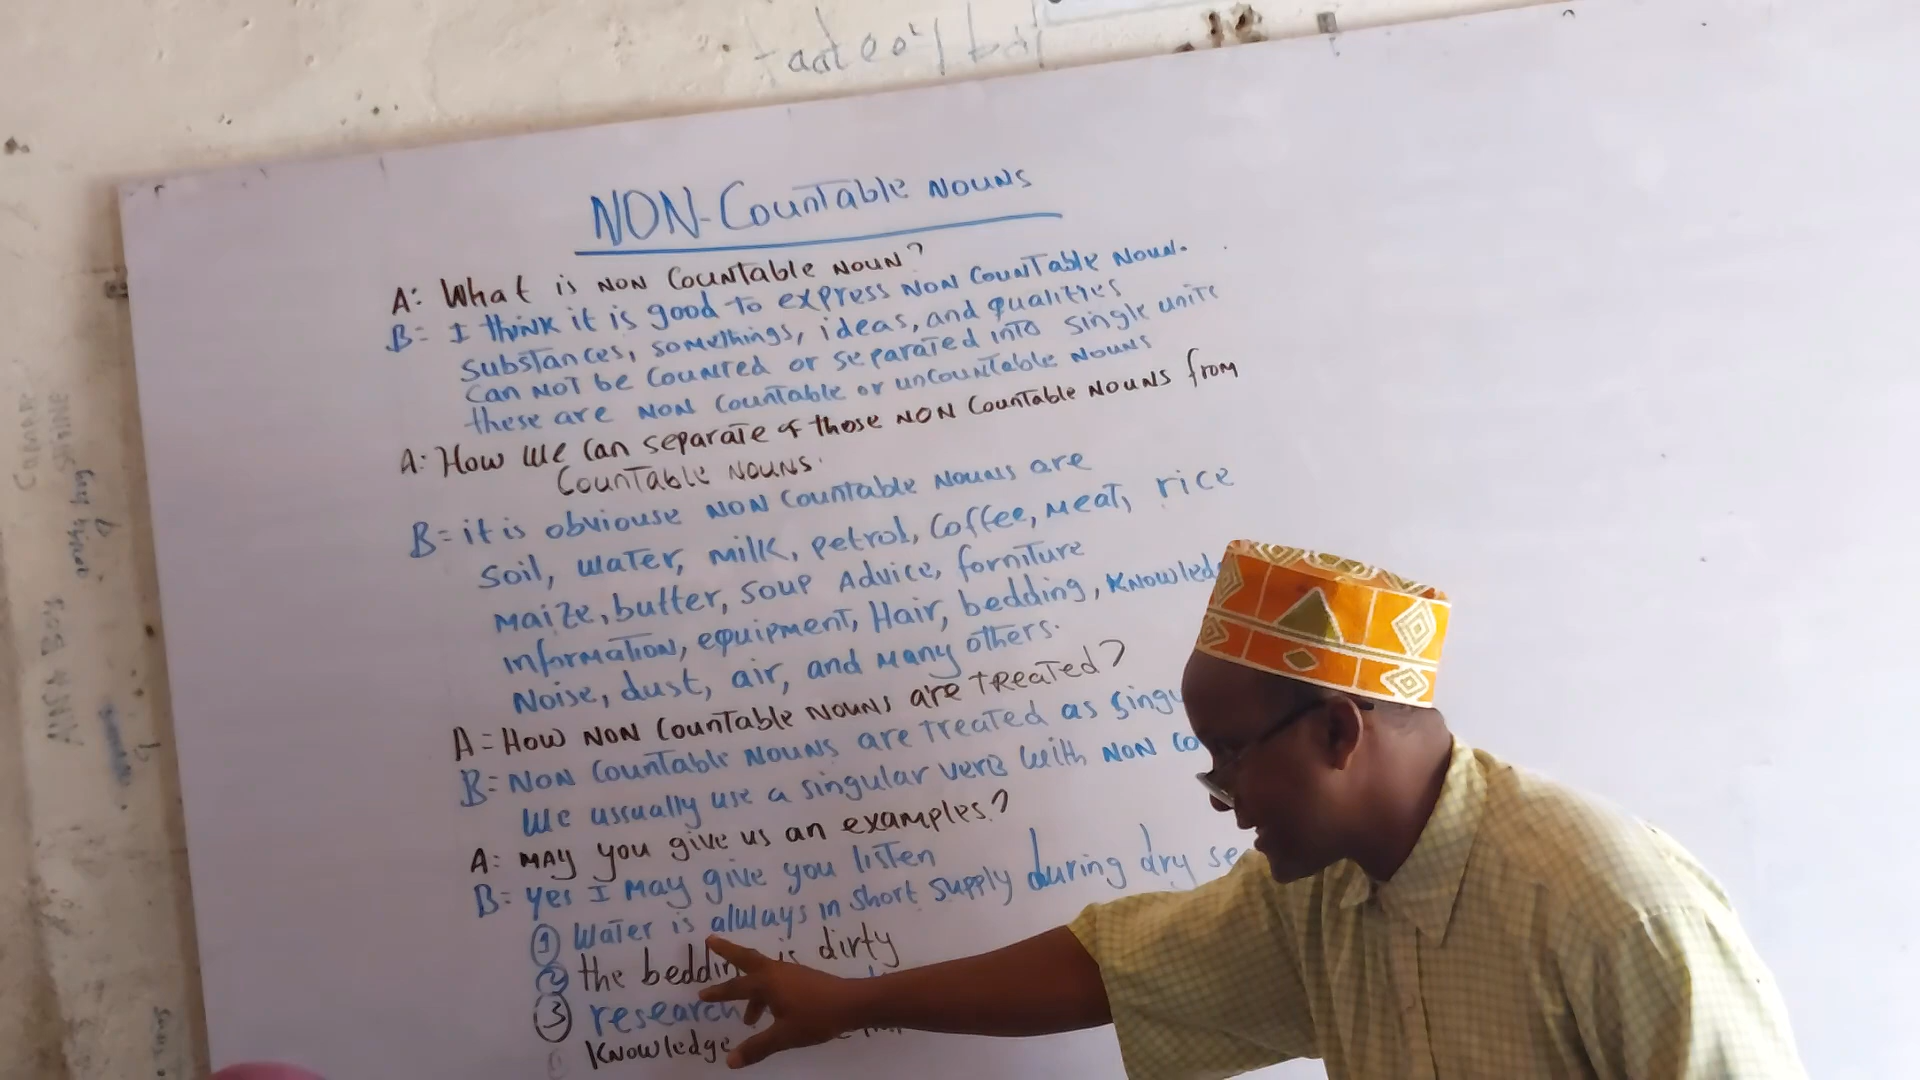 NON-Countable NOUNS
A: What is NON Countable NOUN?
B= I think it is good to express NON Countable Noun.
substances, somethings, ideas, and qualities
can NOT be counted or separated into single units
these are NON Countable or uncountable NOUNS
A: How we can separate of those NON Countable NOUNS from
Countable NOUNS.
B= it is obviouse NON Countable Nouns are
Soil, water, milk, petrol, Coffee, Meat, rice
Maize, butter, soup Advice, forniture
information, equipment, Hair, bedding,
Noise, dust, air, and Many others.
A= How NON Countable NOUNS are treated?
B= NON Countable NOUNS are treated as
We ussually use a singular verb with NON
A: MAY you give us an examples?
B= yes I may give you listen
① Water is always in short supply during dry
② the is dirty
③ research
Knowledge